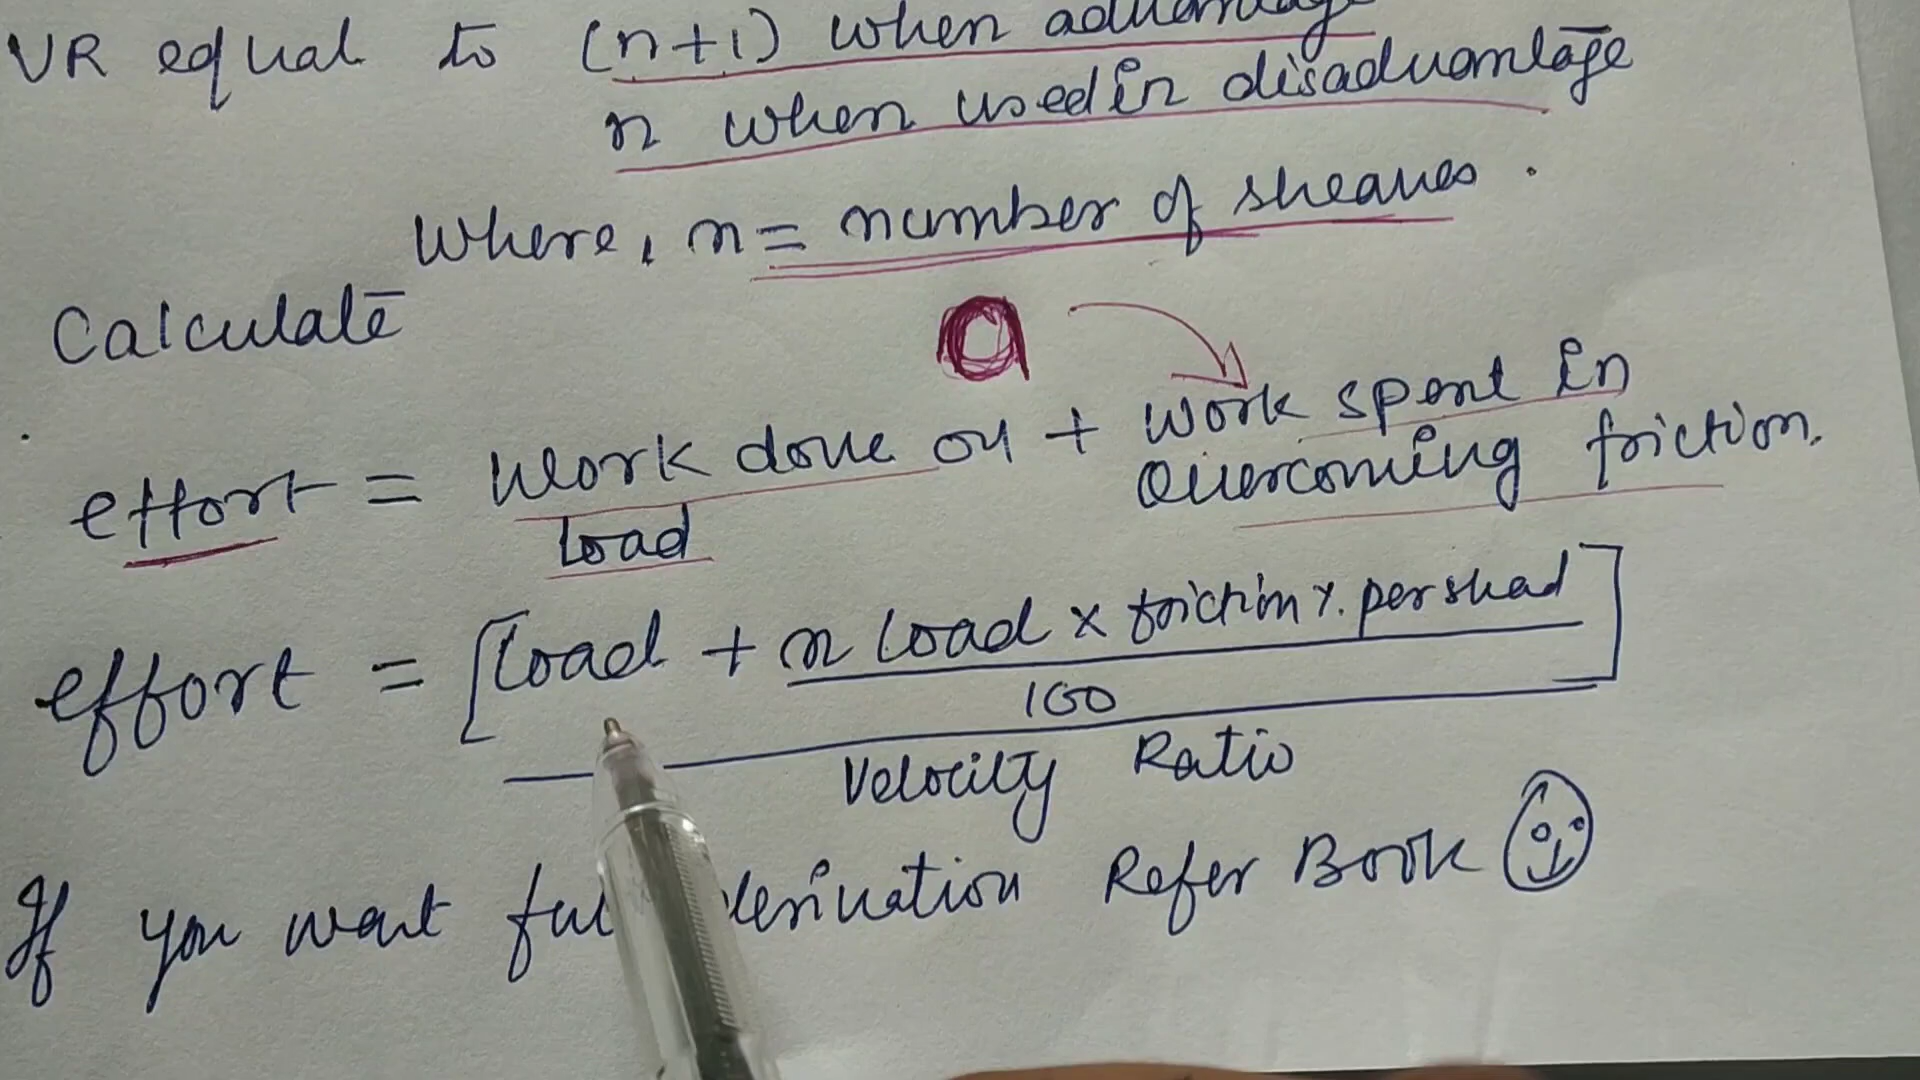 VR equal to (n+1) when advantage
n when used in disadvantage
Where, n = number of sheaves.
Calculate
effort = work done on + work spent in
load overcoming friction.
effort = [load + n load × friction %. per shead]
100
Velocity Ratio
If you want ful derivation Refer Book